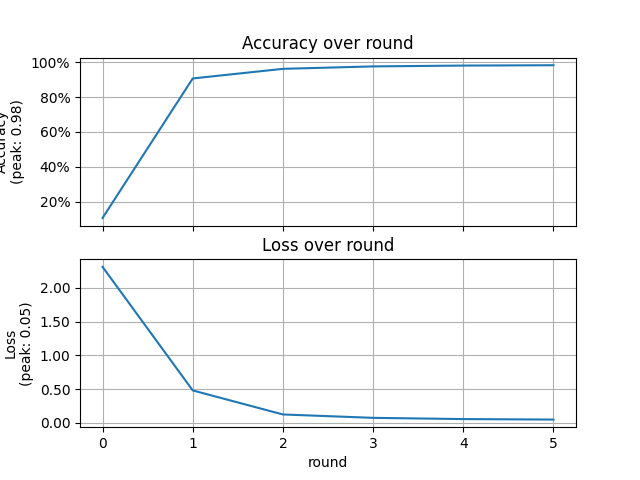 Accuracy over round
100%
80%
60%
40%
20%
Accuracy
(peak: 0.98)
Loss over round
2.00
1.50
1.00
0.50
0.00
Loss
(peak: 0.05)
0 1 2 3 4 5
round